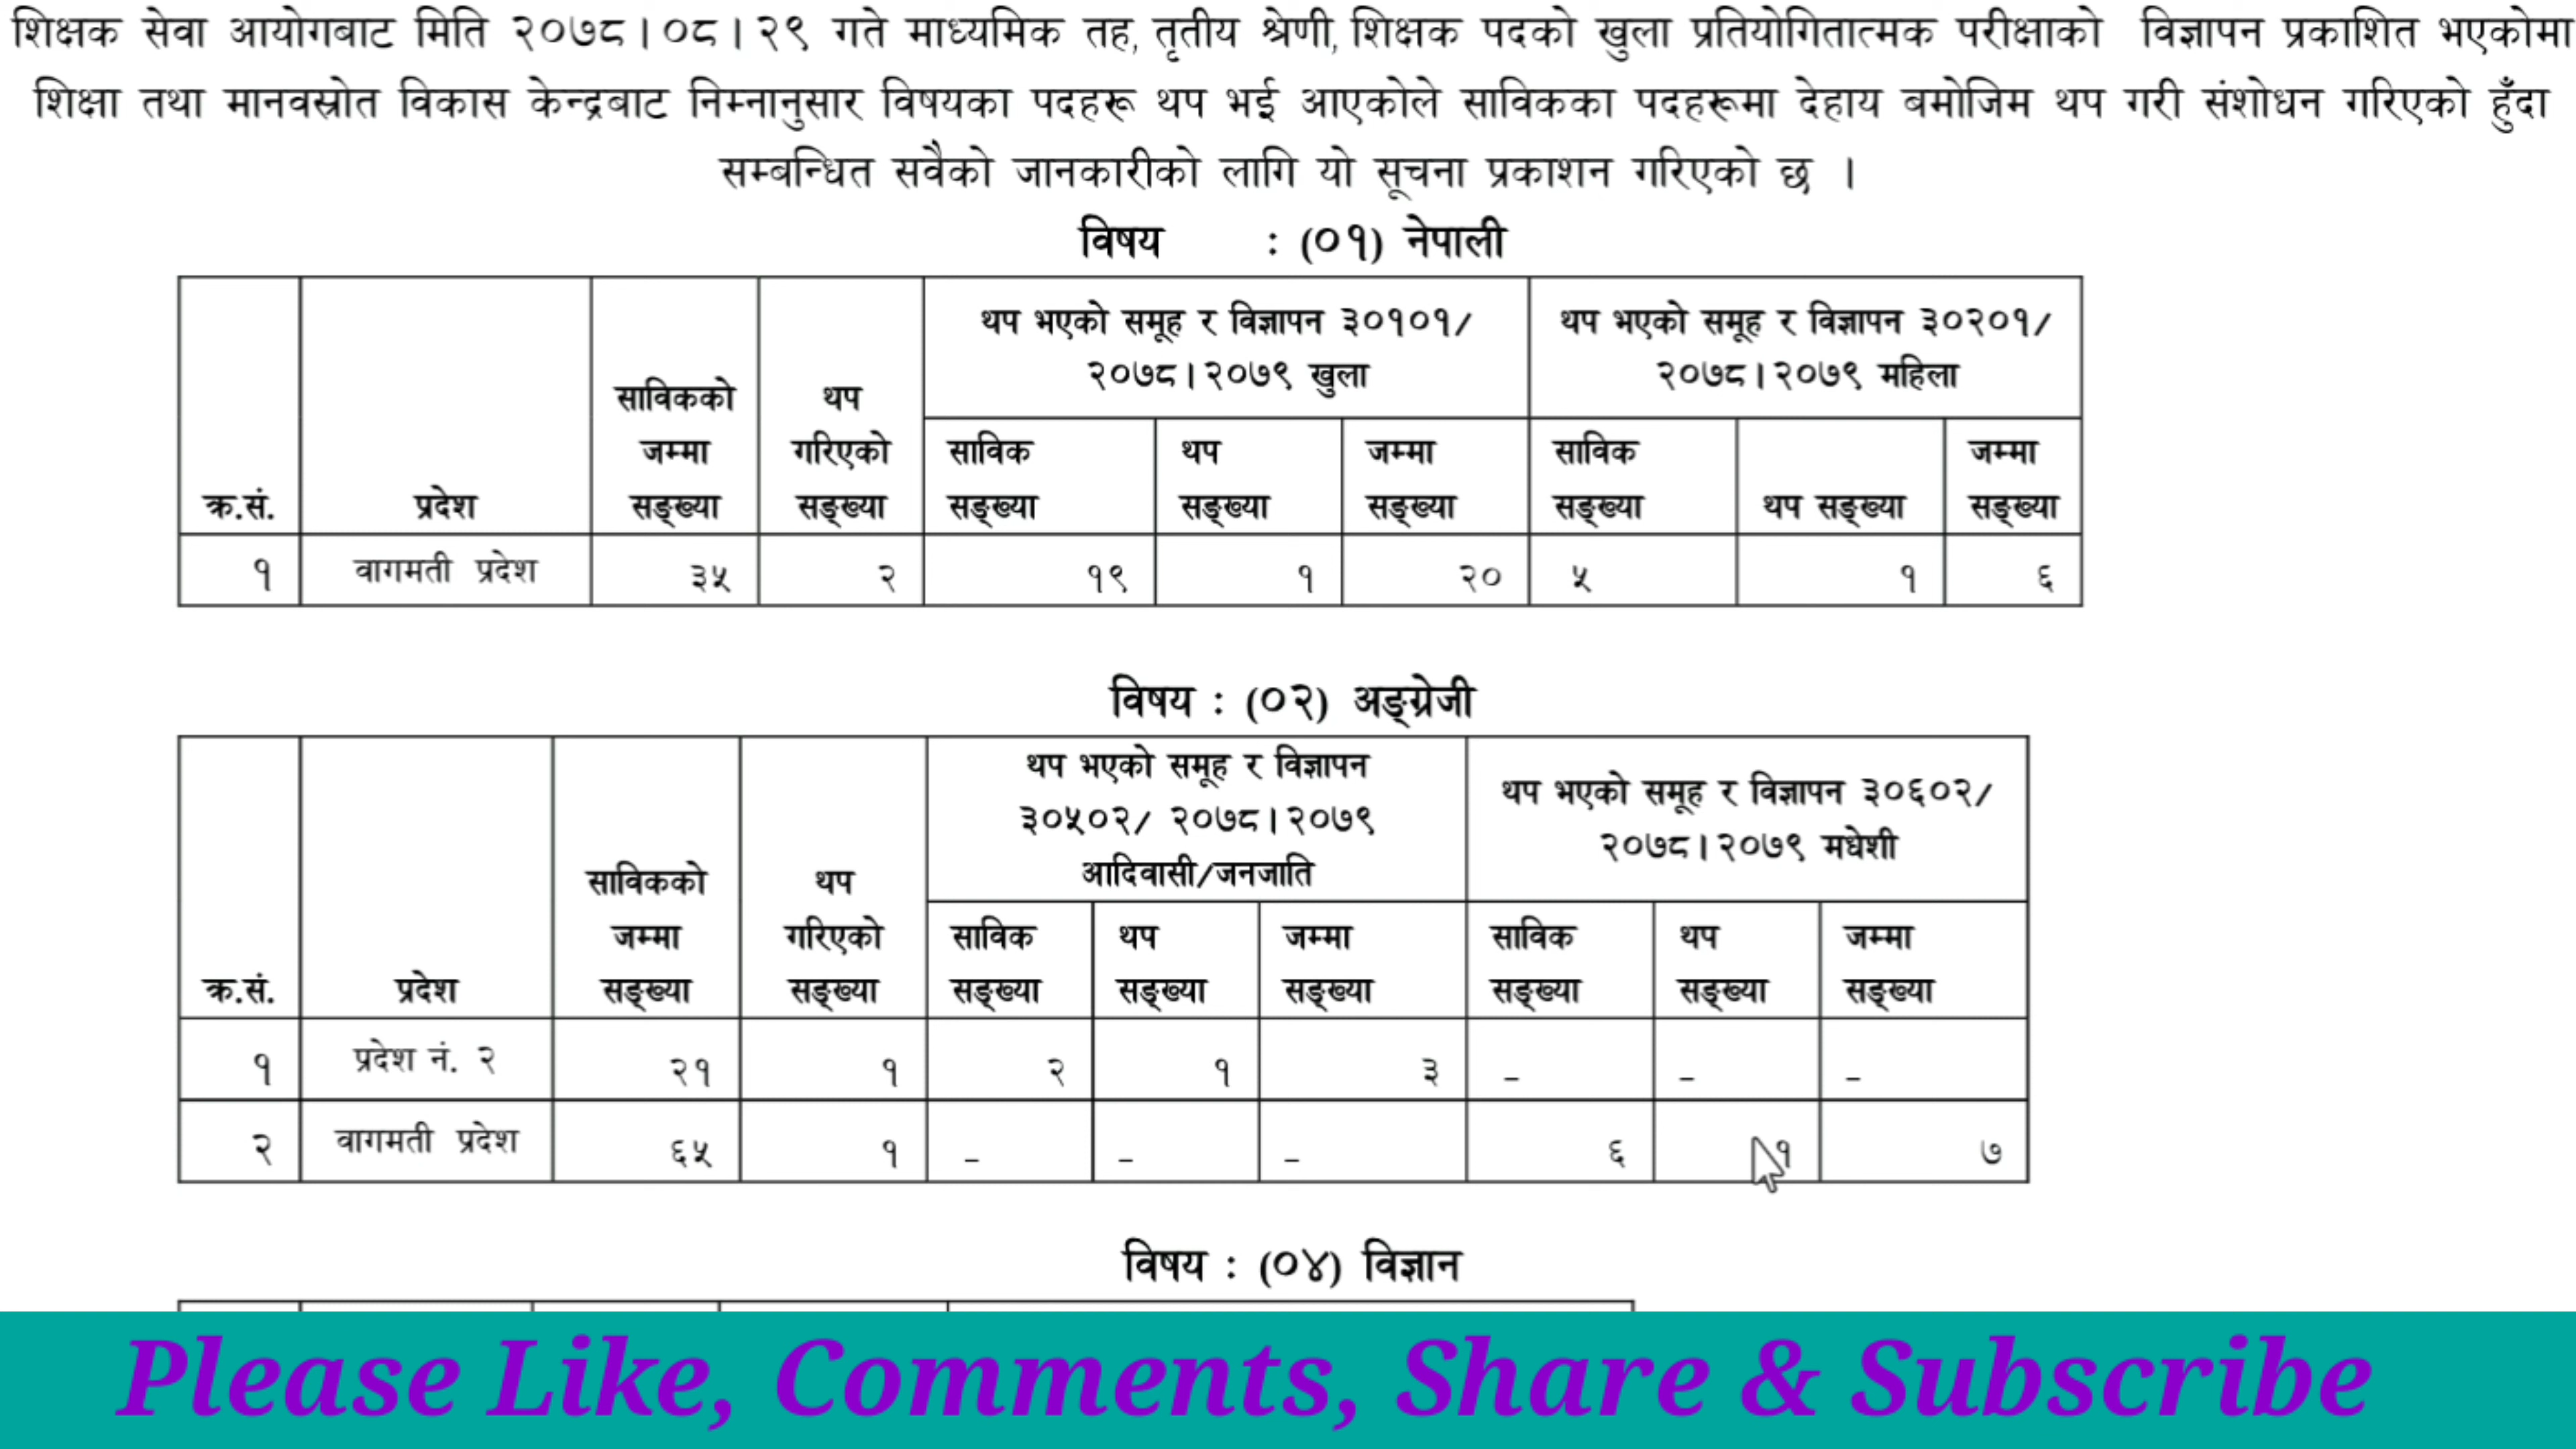 शिक्षक सेवा आयोगबाट मिति २०७८।०८।२९ गते माध्यमिक तह, तृतीय श्रेणी, शिक्षक पदको खुला प्रतियोगितात्मक परीक्षाको विज्ञापन प्रकाशित भएकोमा
शिक्षा तथा मानवस्रोत विकास केन्द्रबाट निम्नानुसार विषयका पदहरू थप भई आएकोले साविकका पदहरूमा देहाय बमोजिम थप गरी संशोधन गरिएको हुँदा
सम्बन्धित सवैको जानकारीको लागि यो सूचना प्रकाशन गरिएको छ ।
विषय : (०१) नेपाली
थप भएको समूह र विज्ञापन ३०१०१/ थप भएको समूह र विज्ञापन ३०२०१/
२०७८।२०७९ खुला २०७८।२०७९ महिला
साविकको थप
जम्मा गरिएको साविक थप जम्मा साविक जम्मा
क्र.सं. प्रदेश सङ्ख्या सङ्ख्या सङ्ख्या सङ्ख्या सङ्ख्या सङ्ख्या थप सङ्ख्या सङ्ख्या
१ वागमती प्रदेश ३५ २ १९ १ २० ५ १ ६
विषय : (०२) अङ्ग्रेजी
थप भएको समूह र विज्ञापन थप भएको समूह र विज्ञापन ३०६०२/
३०५०२/ २०७८।२०७९ २०७८।२०७९ मधेशी
आदिवासी/जनजाति
साविकको थप
जम्मा गरिएको साविक थप जम्मा साविक थप जम्मा
क्र.सं. प्रदेश सङ्ख्या सङ्ख्या सङ्ख्या सङ्ख्या सङ्ख्या सङ्ख्या सङ्ख्या सङ्ख्या
१ प्रदेश नं. २ २१ १ २ १ ३ – – –
२ वागमती प्रदेश ६५ १ – – – ६ १ ७
विषय : (०४) विज्ञान
Please Like, Comments, Share & Subscribe